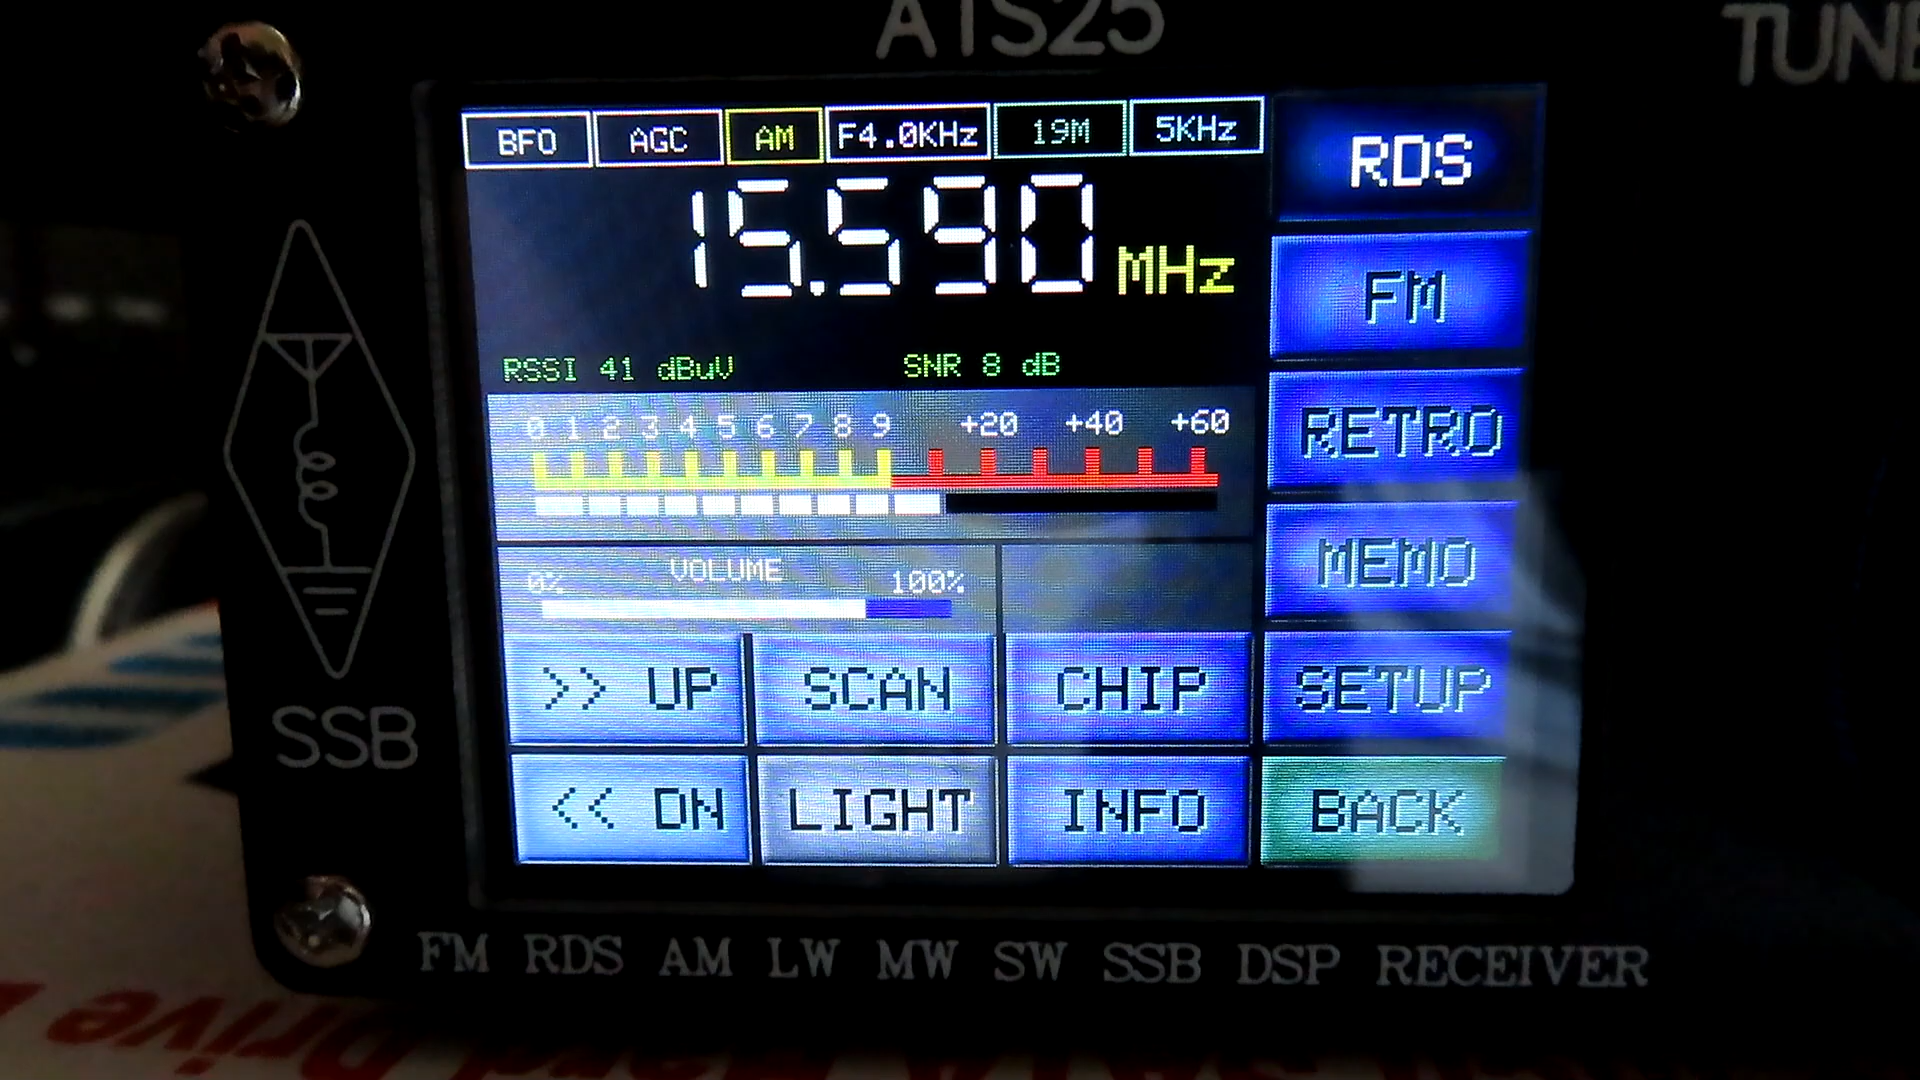 ATS25
TUNE
BFO AGC AM F4.0KHz 19M 5KHz
RDS
15.590 MHz
FM
RSSI 41 dBuV SNR 8 dB
0 1 2 3 4 5 6 7 8 9 +20 +40 +60
RETRO
MEMO
VOLUME
0% 100%
>> UP SCAN CHIP SETUP
<< DN LIGHT INFO BACK
SSB
FM RDS AM LW MW SW SSB DSP RECEIVER
Drive